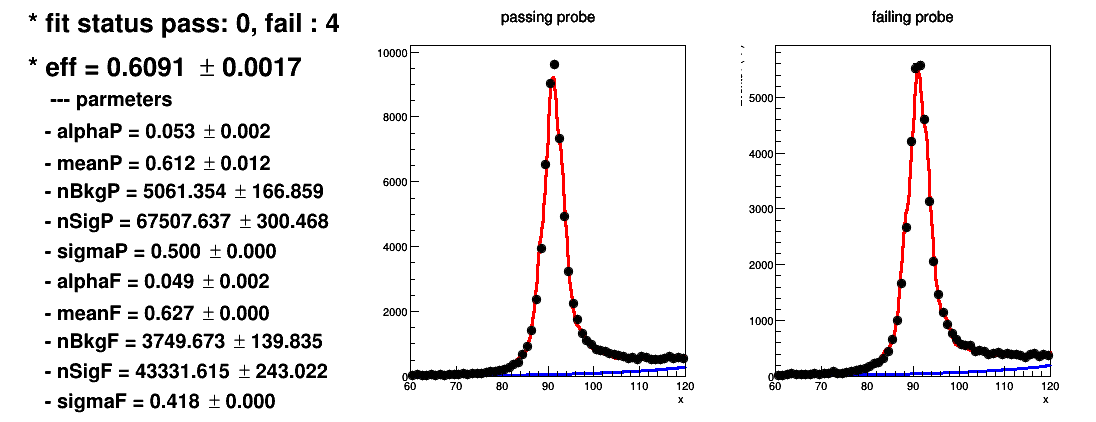 * fit status pass: 0, fail : 4
* eff = 0.6091 ± 0.0017
--- parmeters
- alphaP = 0.053 ± 0.002
- meanP = 0.612 ± 0.012
- nBkgP = 5061.354 ± 166.859
- nSigP = 67507.637 ± 300.468
- sigmaP = 0.500 ± 0.000
- alphaF = 0.049 ± 0.002
- meanF = 0.627 ± 0.000
- nBkgF = 3749.673 ± 139.835
- nSigF = 43331.615 ± 243.022
- sigmaF = 0.418 ± 0.000
passing probe
10000
8000
6000
4000
2000
0
60 70 80 90 100 110 120
x
failing probe
5000
4000
3000
2000
1000
0
60 70 80 90 100 110 120
x